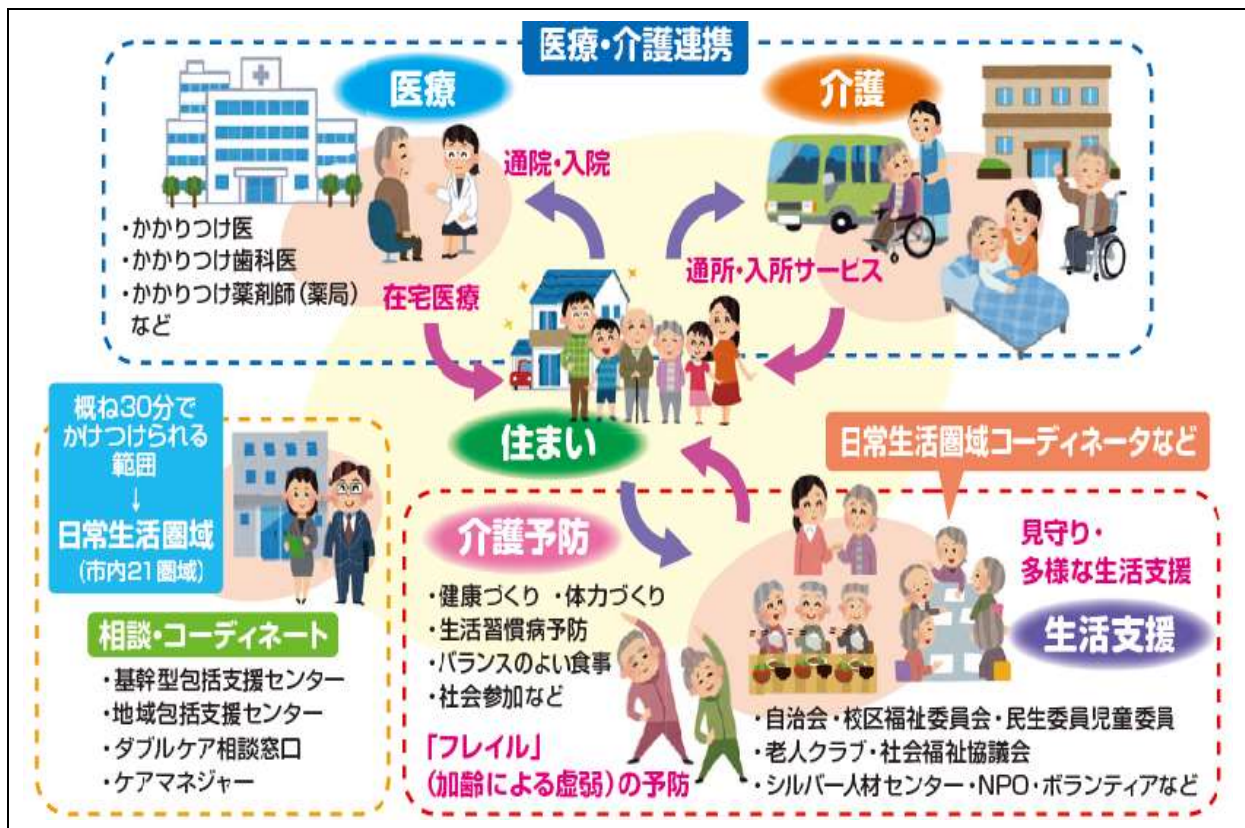 医療・介護連携
医療
介護
通院・入院
・かかりつけ医
・かかりつけ歯科医
・かかりつけ薬剤師（薬局）
など
在宅医療
通所・入所サービス
住まい
概ね30分で
かけつけられる
範囲
↓
日常生活圏域
（市内21圏域）
相談・コーディネート
・基幹型包括支援センター
・地域包括支援センター
・ダブルケア相談窓口
・ケアマネジャー
介護予防
・健康づくり ・体力づくり
・生活習慣病予防
・バランスのよい食事
・社会参加など
「フレイル」
（加齢による虚弱）の予防
日常生活圏域コーディネータなど
見守り・
多様な生活支援
生活支援
・自治会・校区福祉委員会・民生委員児童委員
・老人クラブ・社会福祉協議会
・シルバー人材センター・NPO・ボランティアなど